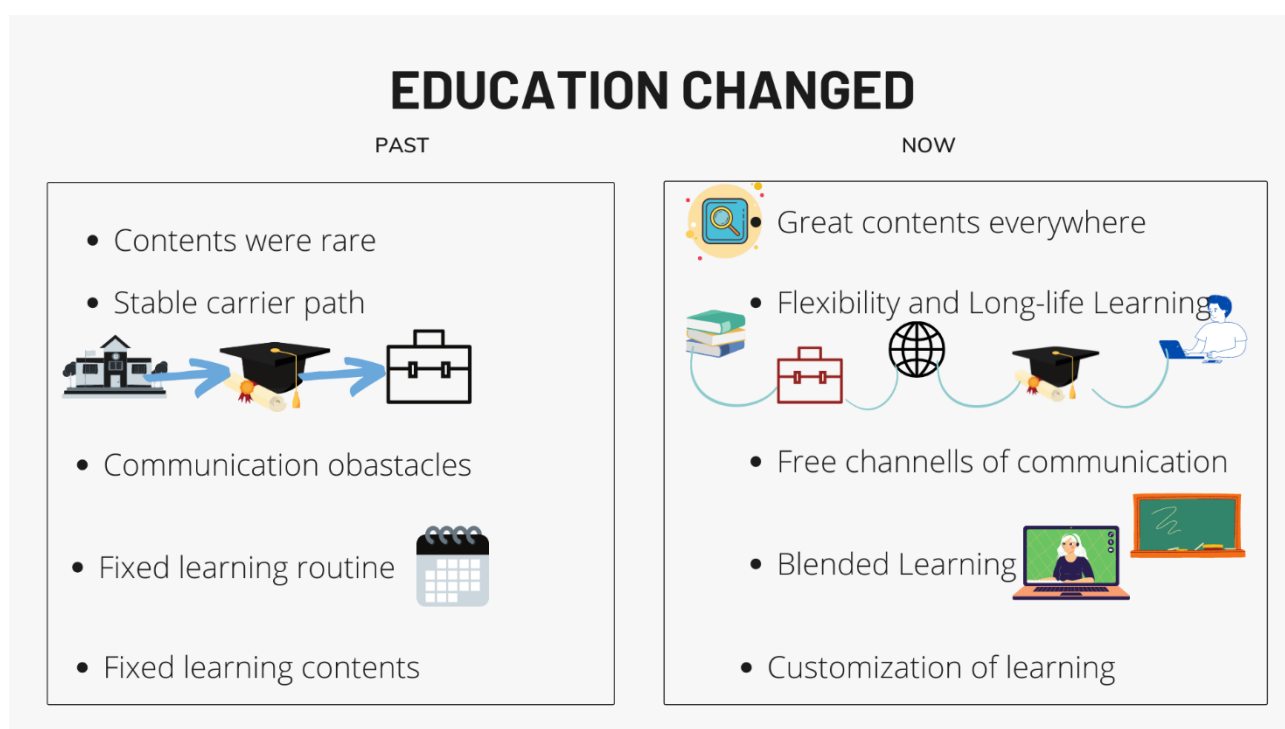 EDUCATION CHANGED
PAST
• Contents were rare
• Stable carrier path
• Communication obastacles
• Fixed learning routine
• Fixed learning contents
NOW
• Great contents everywhere
• Flexibility and Long-life Learning
• Free channells of communication
• Blended Learning
• Customization of learning